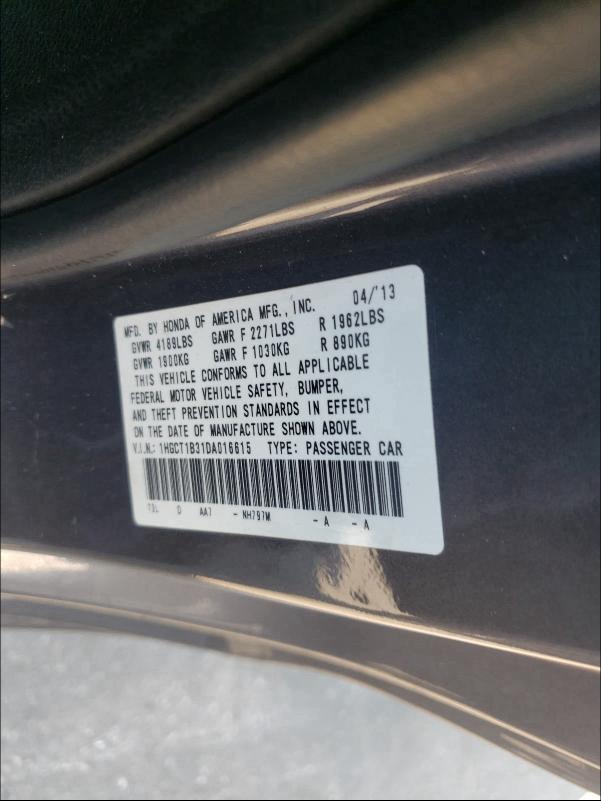 MFD. BY HONDA OF AMERICA MFG., INC. 04/'13
GVWR 4189LBS GAWR F 2271LBS R 1962LBS
GVWR 1900KG GAWR F 1030KG R 890KG
THIS VEHICLE CONFORMS TO ALL APPLICABLE
FEDERAL MOTOR VEHICLE SAFETY, BUMPER,
AND THEFT PREVENTION STANDARDS IN EFFECT
ON THE DATE OF MANUFACTURE SHOWN ABOVE.
V.I.N.: 1HGCT1B31DA016615 TYPE: PASSENGER CAR
T3L D AA7 - NH797M - A - A